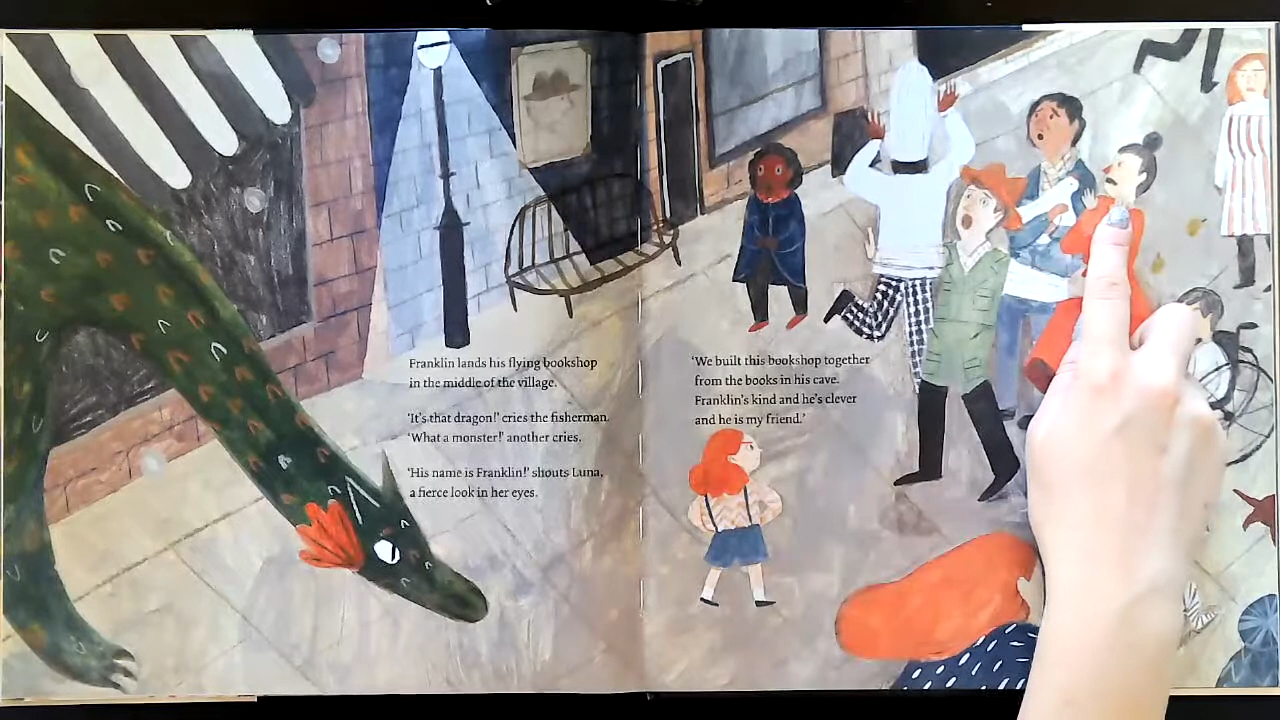 Franklin lands his flying bookshop
in the middle of the village.
'It's that dragon!' cries the fisherman.
'What a monster!' another cries.
'His name is Franklin!' shouts Luna,
a fierce look in her eyes.
'We built this bookshop together
from the books in his cave.
Franklin's kind and he's clever
and he is my friend.'